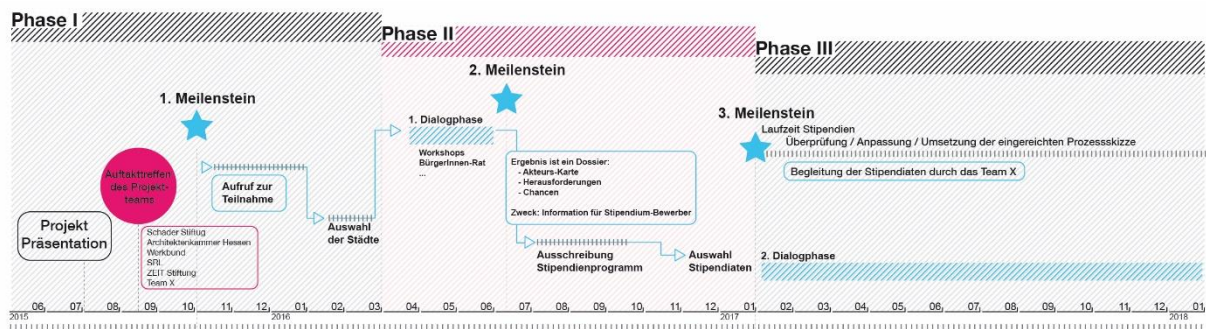 Phase I
Phase II
Phase III
1. Meilenstein
2. Meilenstein
3. Meilenstein
Auftakttreffen
des Projekt-
teams
Projekt
Präsentation
Schader Stiftug
Architektenkammer Hessen
Werkbund
SRL
ZEIT Stiftung
Team X
Aufruf zur
Teilnahme
Auswahl
der Städte
1. Dialogphase
Workshops
BürgerInnen-Rat
...
Ergebnis ist ein Dossier:
- Akteurs-Karte
- Herausforderungen
- Chancen
Zweck: Information für Stipendium-Bewerber
Ausschreibung
Stipendienprogramm
Auswahl
Stipendiaten
Laufzeit Stipendien
Überprüfung / Anpassung / Umsetzung der eingereichten Prozessskizze
Begleitung der Stipendiaten durch das Team X
2. Dialogphase
06, 07, 08, 09, 10, 11, 12, 01, 02, 03, 04, 05, 06, 07, 08, 09, 10, 11, 12, 01, 02, 03, 04, 05, 06, 07, 08, 09, 10, 11, 12, 01
2015 2016 2017 2018